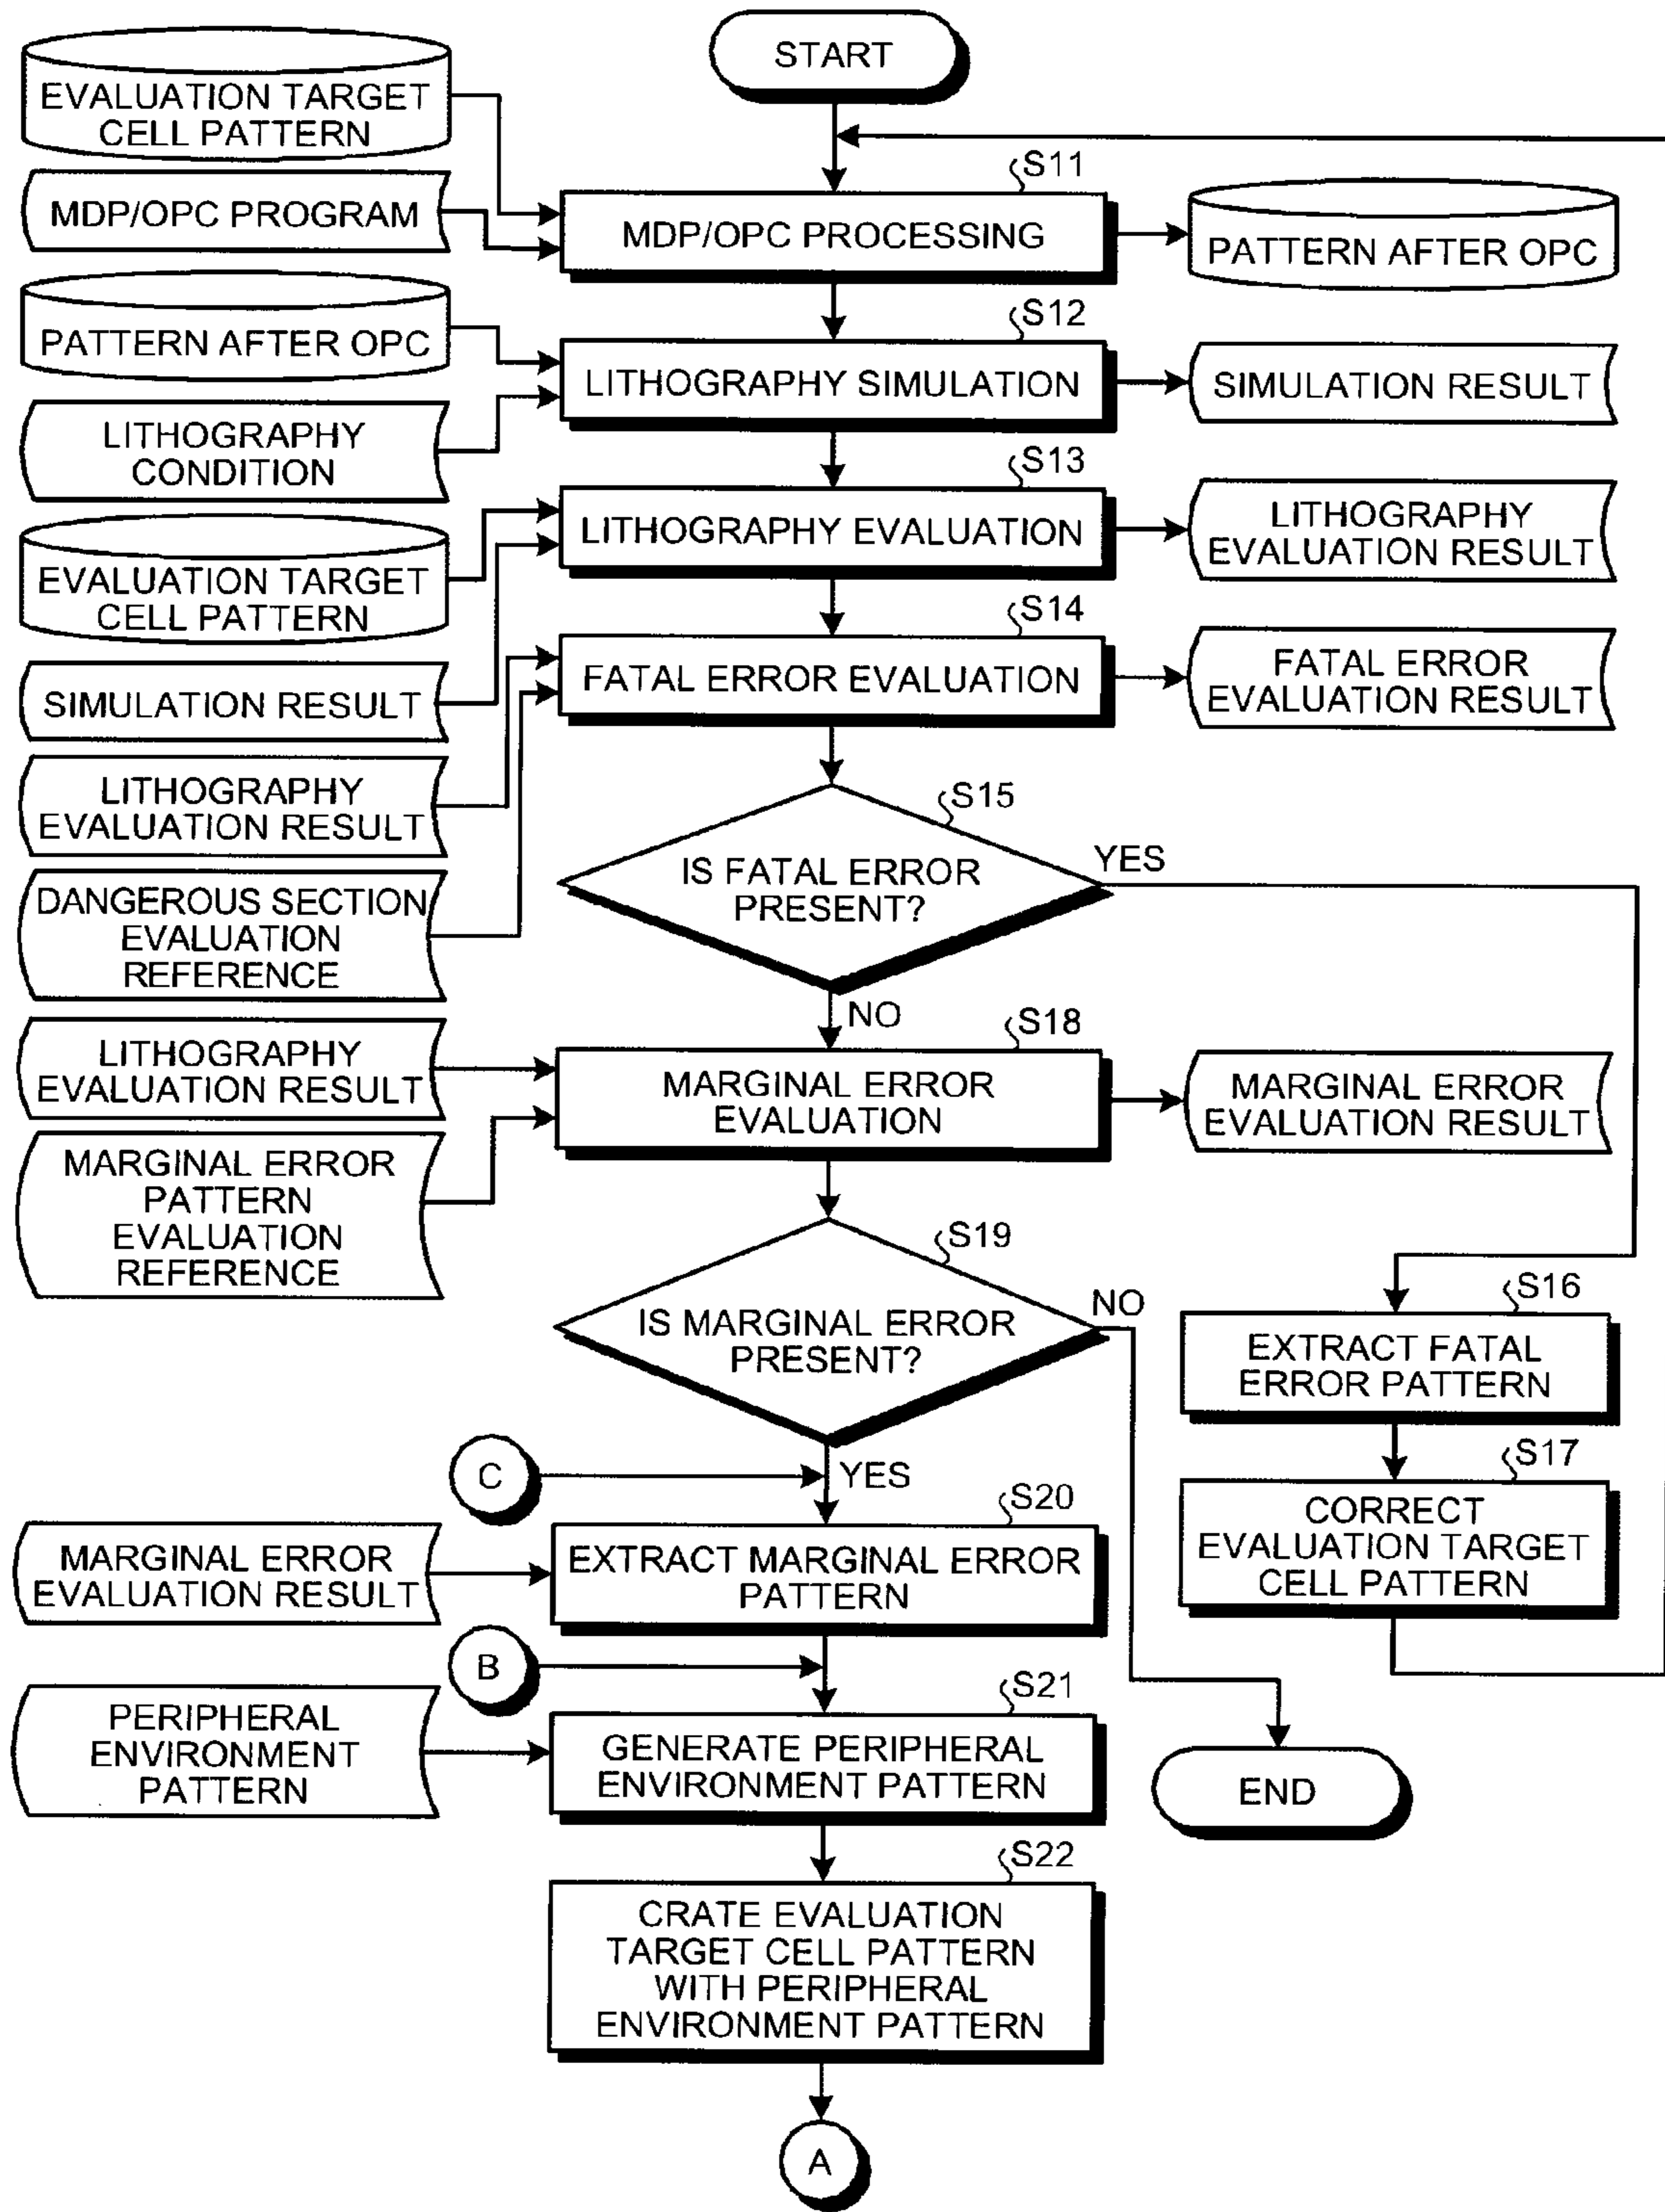 START
EVALUATION TARGET
CELL PATTERN
MDP/OPC PROGRAM
S11
MDP/OPC PROCESSING
PATTERN AFTER OPC
PATTERN AFTER OPC
S12
LITHOGRAPHY SIMULATION
SIMULATION RESULT
LITHOGRAPHY
CONDITION
S13
LITHOGRAPHY EVALUATION
LITHOGRAPHY
EVALUATION RESULT
EVALUATION TARGET
CELL PATTERN
S14
FATAL ERROR EVALUATION
FATAL ERROR
EVALUATION RESULT
SIMULATION RESULT
LITHOGRAPHY
EVALUATION RESULT
S15
IS FATAL ERROR
PRESENT?
YES
NO
DANGEROUS SECTION
EVALUATION
REFERENCE
LITHOGRAPHY
EVALUATION RESULT
S18
MARGINAL ERROR
EVALUATION
MARGINAL ERROR
EVALUATION RESULT
MARGINAL ERROR
PATTERN
EVALUATION
REFERENCE
S19
IS MARGINAL ERROR
PRESENT?
NO
YES
S16
EXTRACT FATAL
ERROR PATTERN
S17
CORRECT
EVALUATION TARGET
CELL PATTERN
C
S20
MARGINAL ERROR
EVALUATION RESULT
EXTRACT MARGINAL ERROR
PATTERN
B
S21
PERIPHERAL
ENVIRONMENT
PATTERN
GENERATE PERIPHERAL
ENVIRONMENT PATTERN
END
S22
CRATE EVALUATION
TARGET CELL PATTERN
WITH PERIPHERAL
ENVIRONMENT PATTERN
A